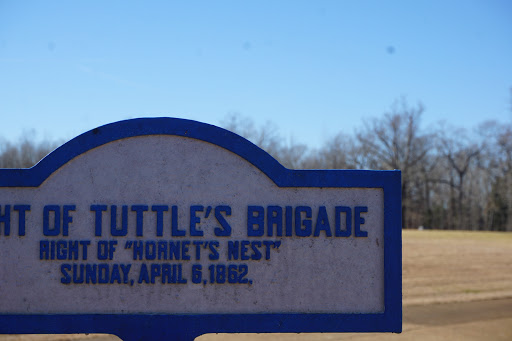 HT OF TUTTLE'S BRIGADE
RIGHT OF "HORNET'S NEST"
SUNDAY, APRIL 6, 1862.